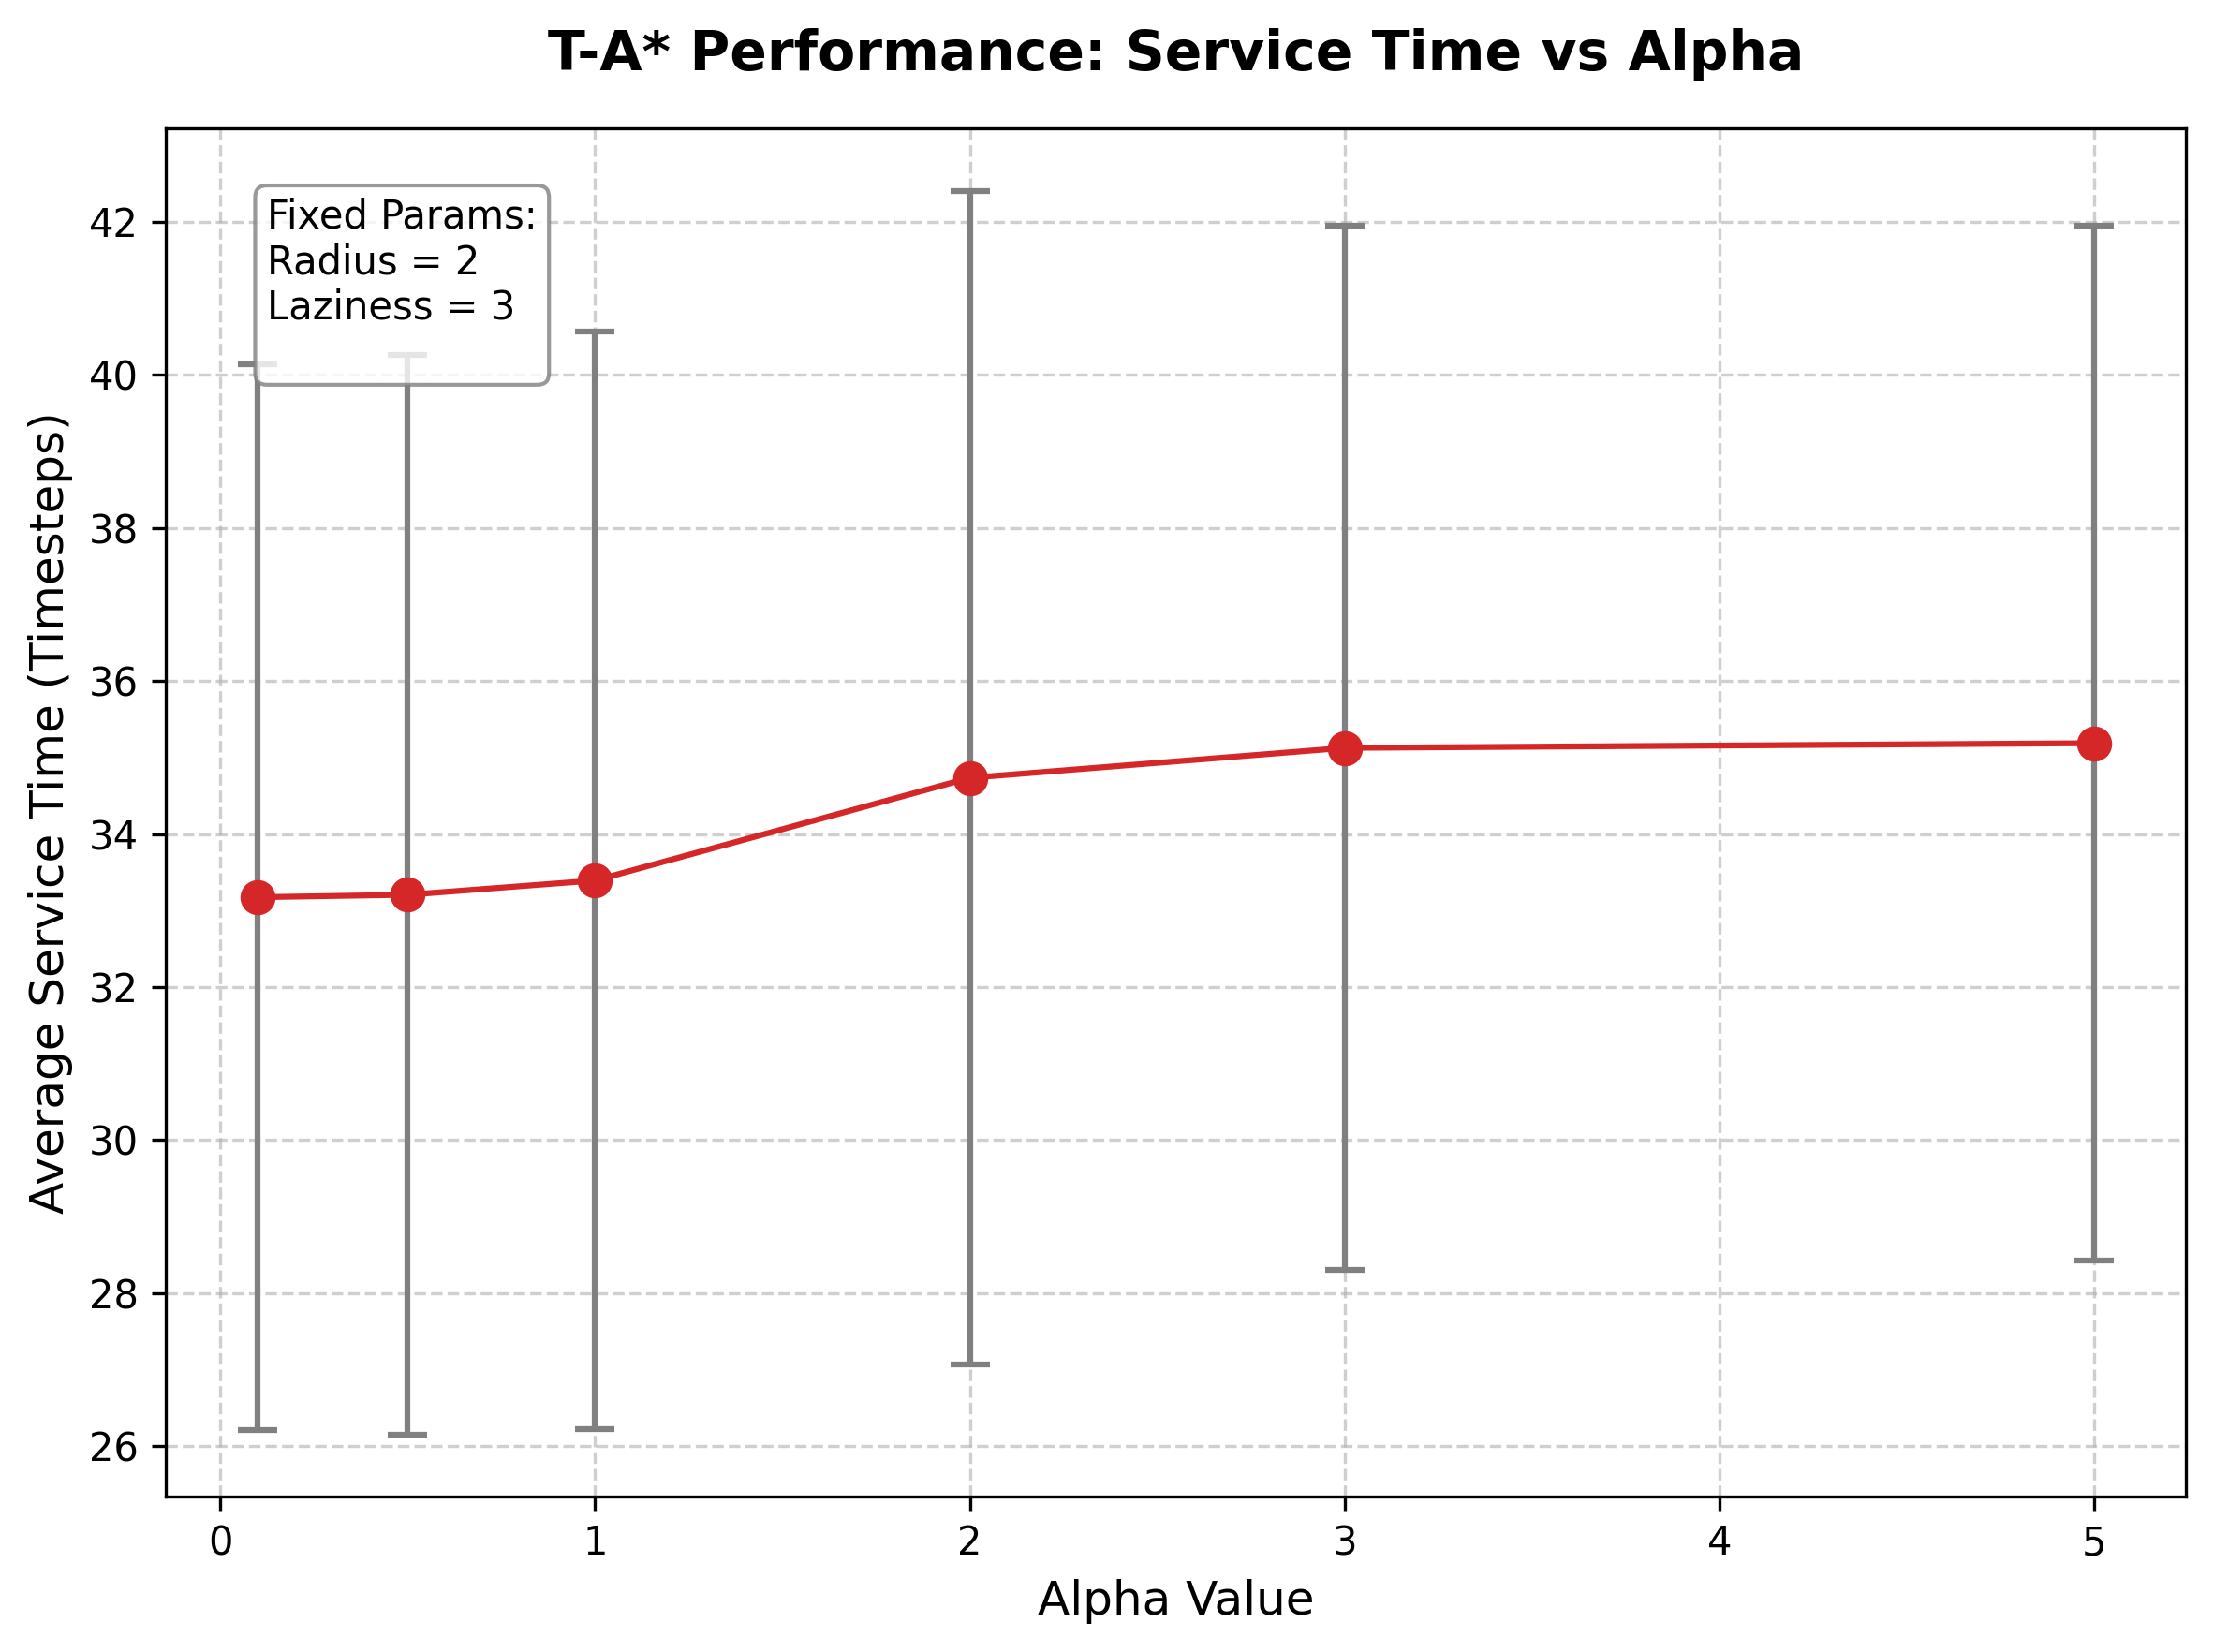 T-A* Performance: Service Time vs Alpha
Fixed Params:
Radius = 2
Laziness = 3
Average Service Time (Timesteps)
42
40
38
36
34
32
30
28
26
0 1 2 3 4 5
Alpha Value